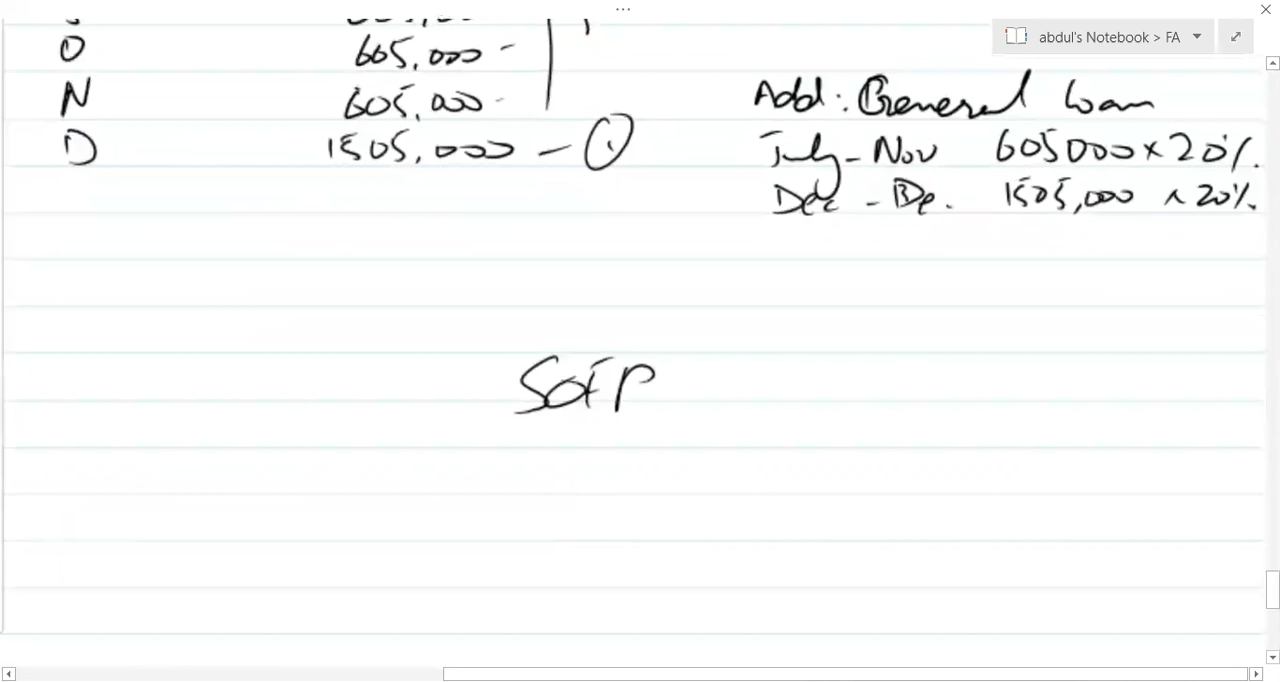 abdul's Notebook > FA
O 605,000
N 605,000
D 1505,000 - (1)
Add: General Loan
July - Nov 605000 x 20%.
Dec - De. 1505,000 x 20%.
SOFP